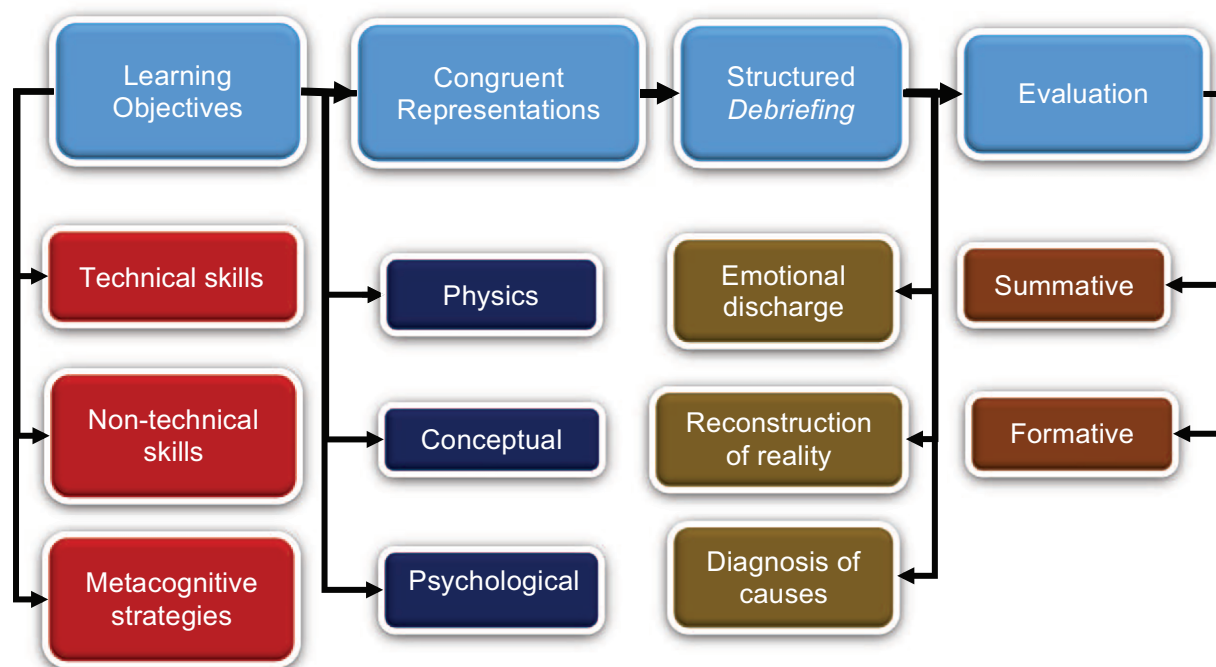 Learning
Objectives
Congruent
Representations
Structured
Debriefing
Evaluation
Technical skills
Non-technical
skills
Metacognitive
strategies
Physics
Conceptual
Psychological
Emotional
discharge
Reconstruction
of reality
Diagnosis of
causes
Summative
Formative